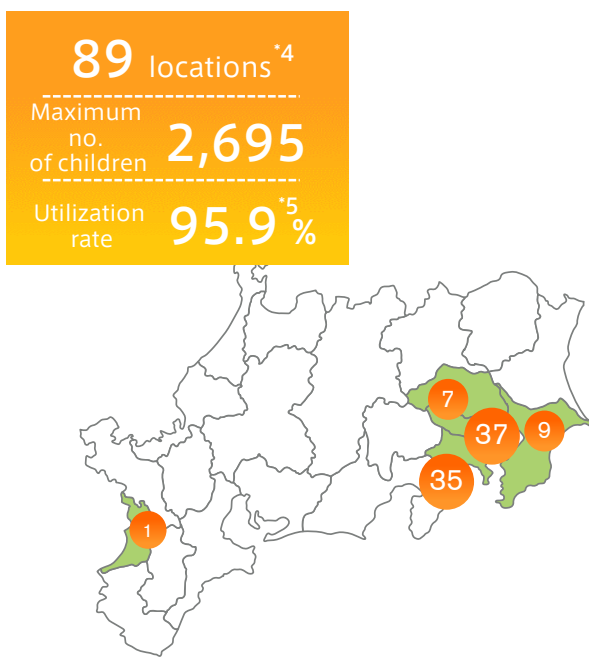 89 locations*4
Maximum
no.
of children 2,695
Utilization
rate 95.9*5%
7
37
9
35
1